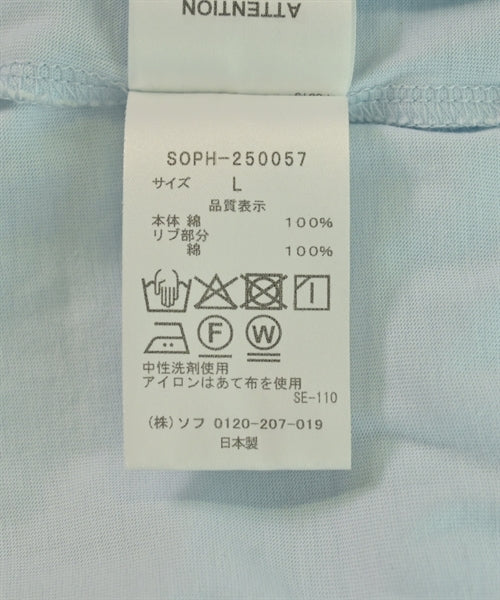 ATTENTION
SOPH-250057
サイズ L
品質表示
本体 綿 100%
リブ部分
綿 100%
F W
中性洗剤使用
アイロンはあて布を使用
SE-110
(株)ソフ 0120-207-019
日本製